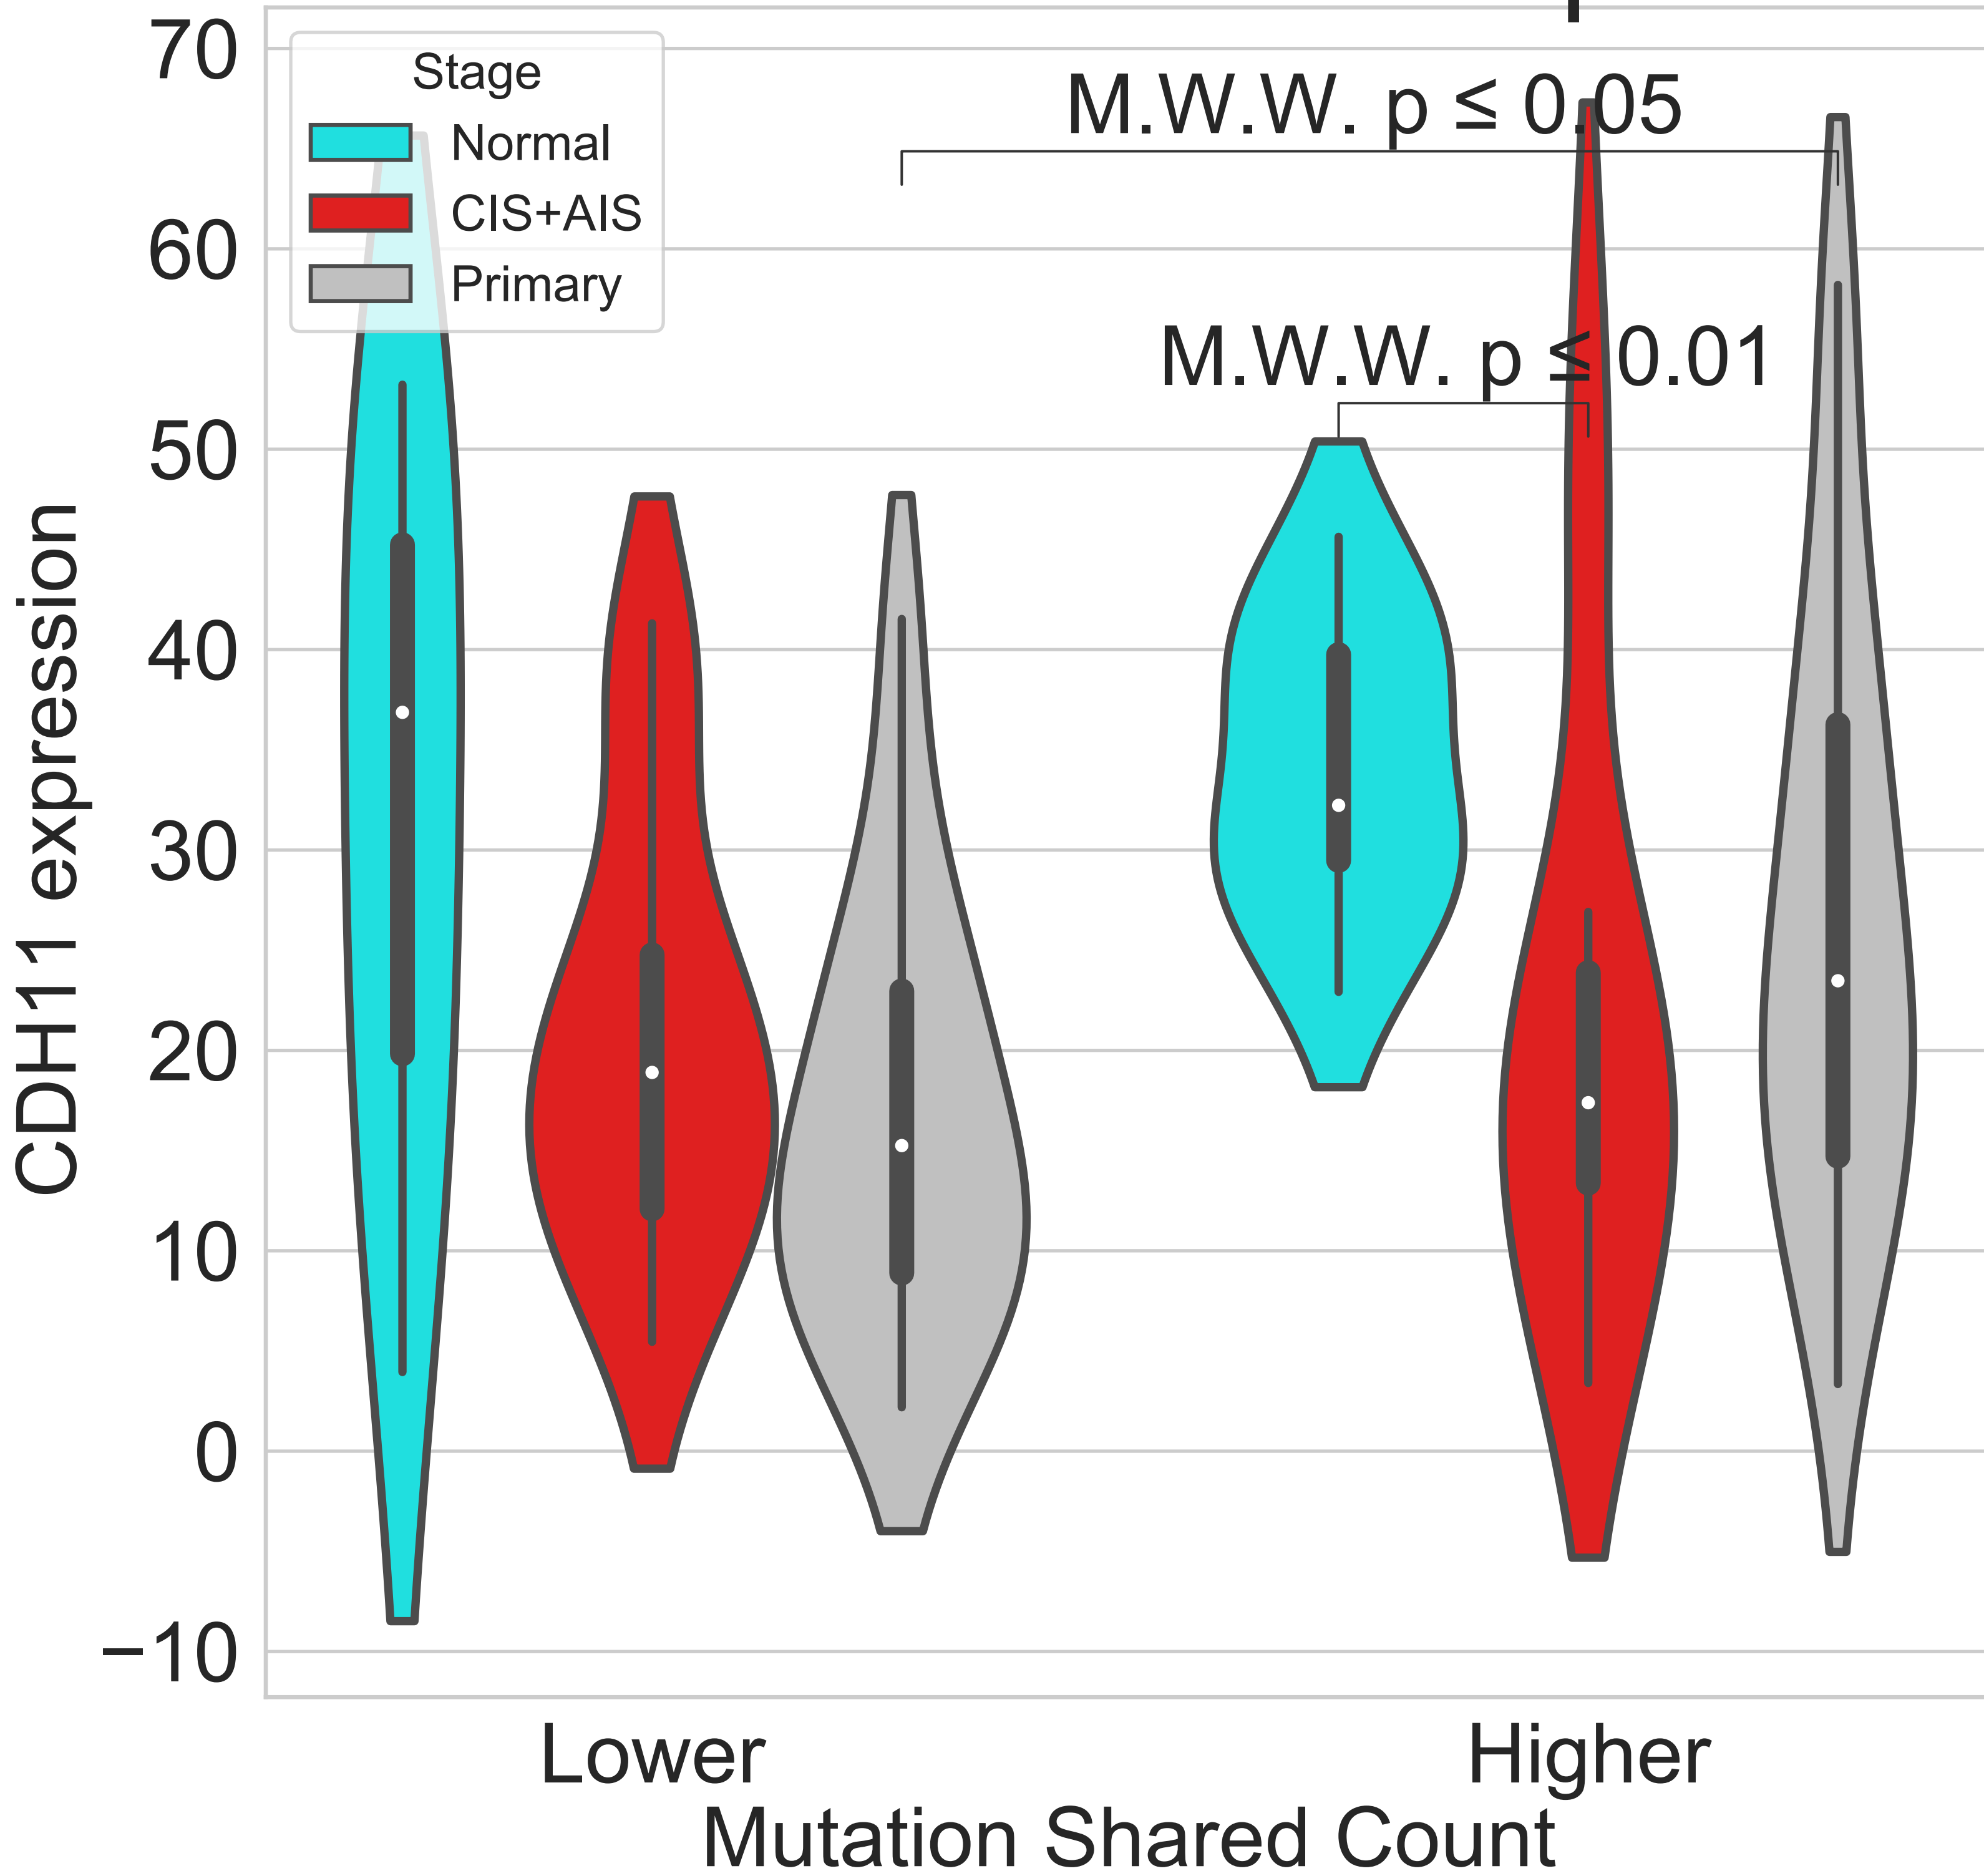 CDH11 expression
70
60
50
40
30
20
10
0
−10
Stage
Normal
CIS+AIS
Primary
M.W.W. p ≤ 0.05
M.W.W. p ≤ 0.01
Lower
Higher
Mutation Shared Count